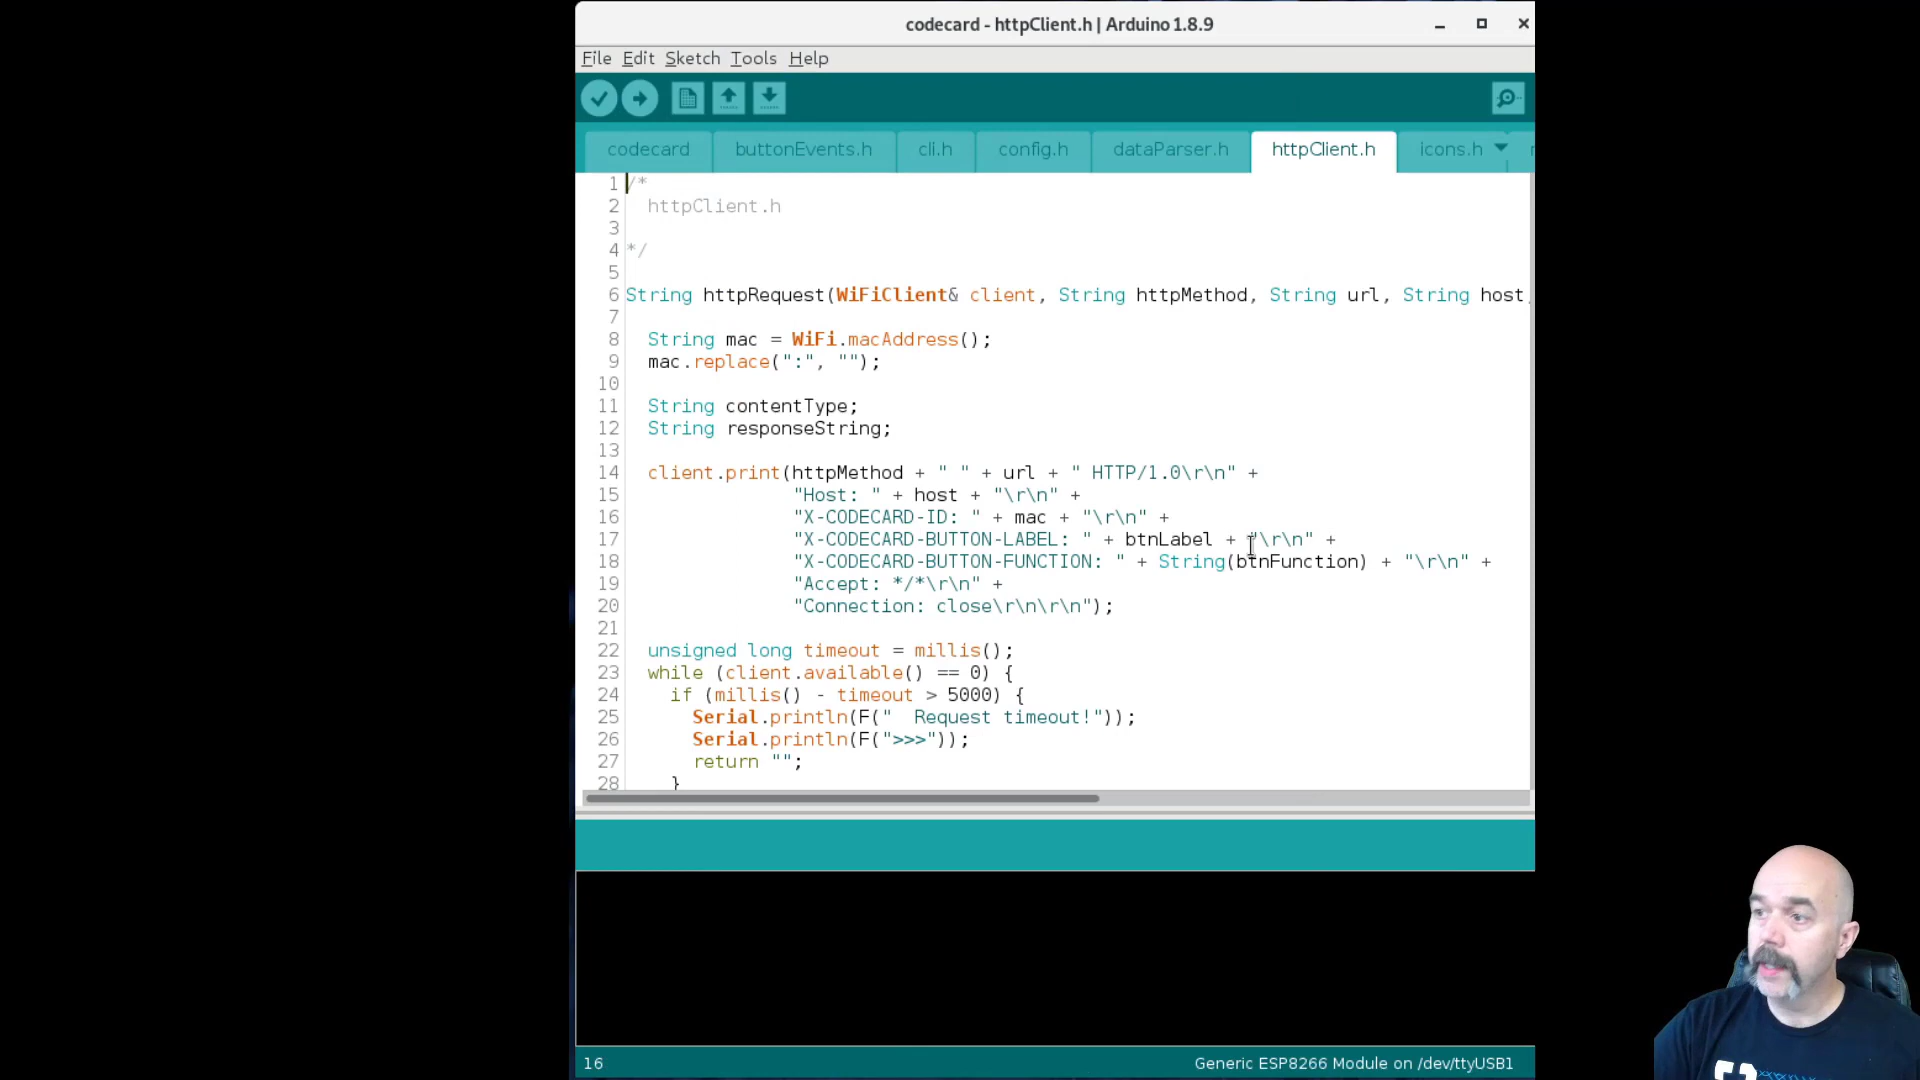 codecard - httpClient.h | Arduino 1.8.9
File Edit Sketch Tools Help
codecard buttonEvents.h cli.h config.h dataParser.h httpClient.h icons.h
1 /*
2 httpClient.h
3
4 */
5
6 String httpRequest(WiFiClient& client, String httpMethod, String url, String host,
7
8 String mac = WiFi.macAddress();
9 mac.replace(":", "");
10
11 String contentType;
12 String responseString;
13
14 client.print(httpMethod + " " + url + " HTTP/1.0\r\n" +
15 "Host: " + host + "\r\n" +
16 "X-CODECARD-ID: " + mac + "\r\n" +
17 "X-CODECARD-BUTTON-LABEL: " + btnLabel + "\r\n" +
18 "X-CODECARD-BUTTON-FUNCTION: " + String(btnFunction) + "\r\n" +
19 "Accept: */*\r\n" +
20 "Connection: close\r\n\r\n");
21
22 unsigned long timeout = millis();
23 while (client.available() == 0) {
24 if (millis() - timeout > 5000) {
25 Serial.println(F("  Request timeout!"));
26 Serial.println(F(">>>"));
27 return "";
28 }
16 Generic ESP8266 Module on /dev/ttyUSB1